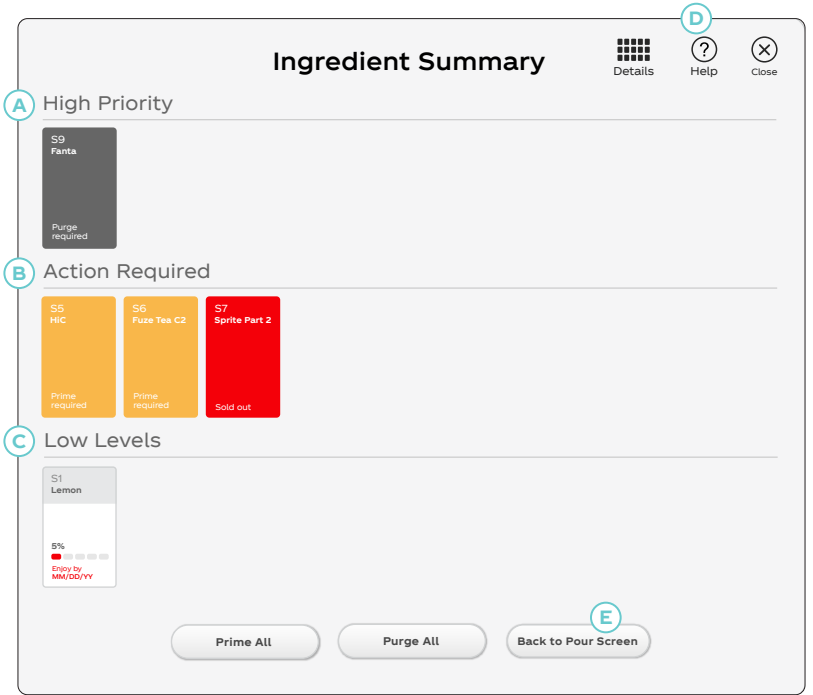 D
Ingredient Summary
Details
Help
Close
A
High Priority
S9
Fanta
Purge
required
B
Action Required
S5
HiC
Prime
required
S6
Fuze Tea C2
Prime
required
S7
Sprite Part 2
Sold out
C
Low Levels
S1
Lemon
5%
Enjoy by
MM/DD/YY
E
Prime All
Purge All
Back to Pour Screen